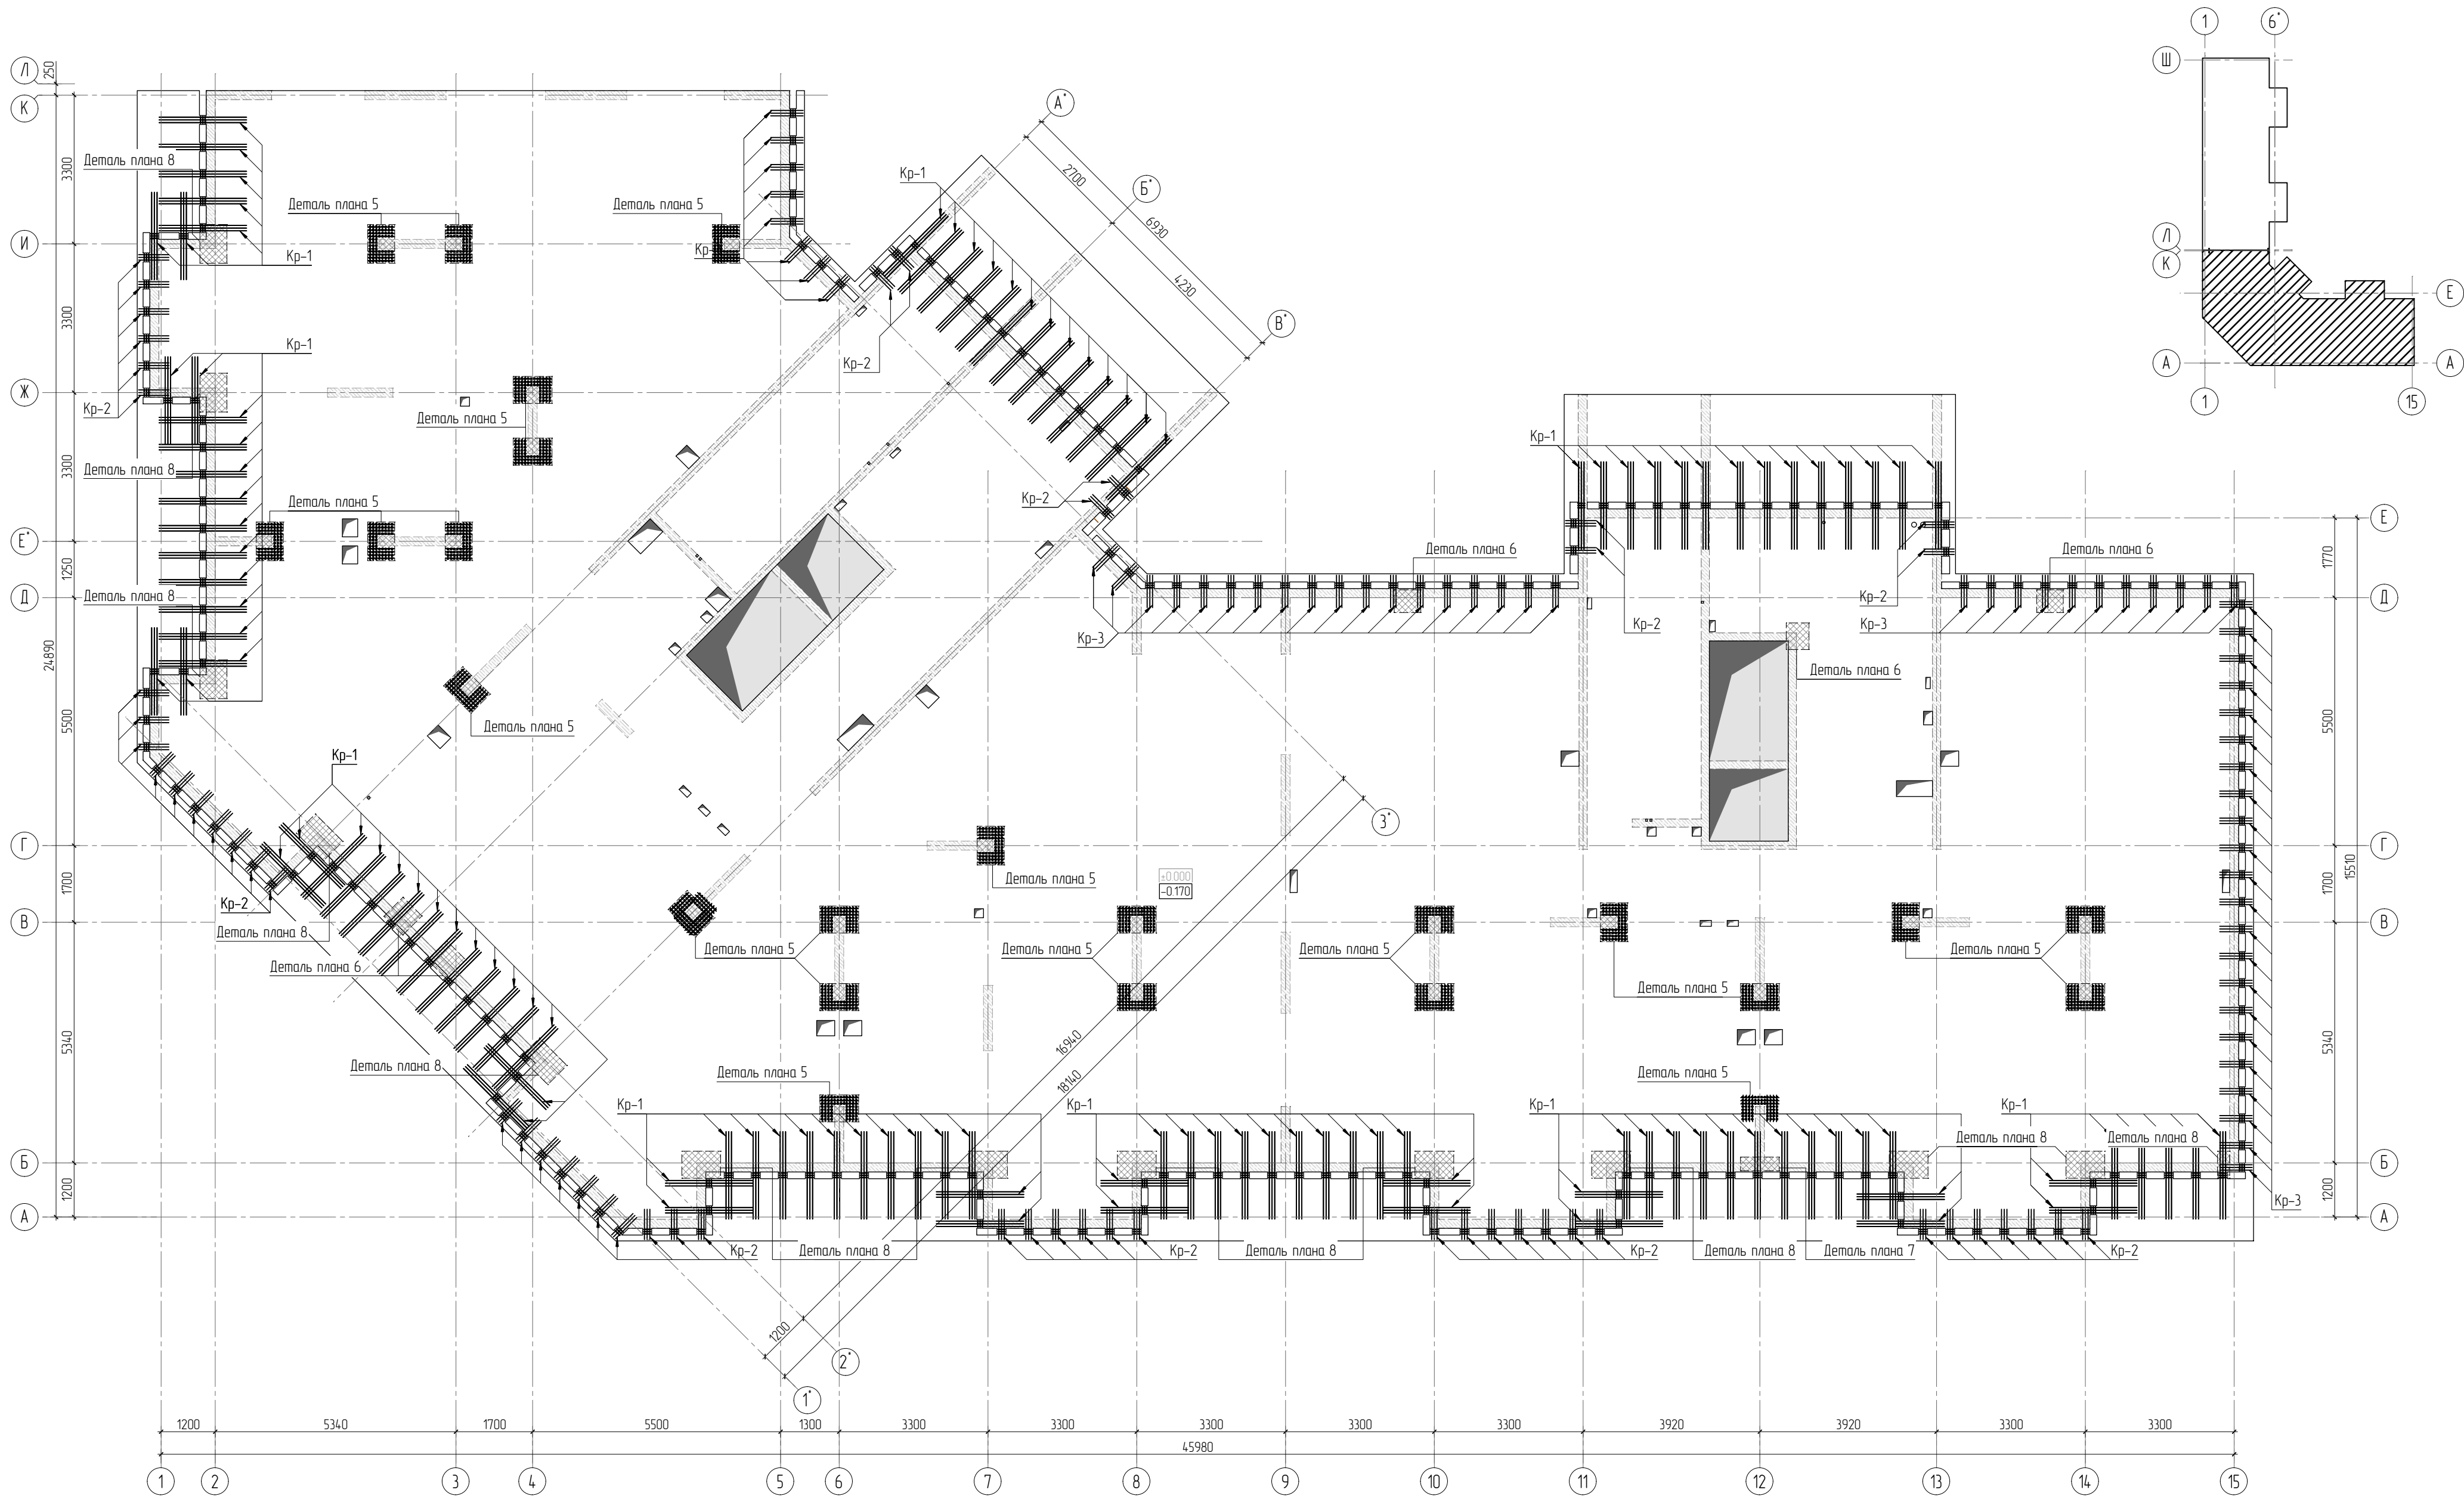 1
6*
Ш
Л
К
Е
А
А
1
15
Л
К
И
Ж
Е*
Д
Г
В
Б
А
250
3300
3300
3300
1250
24890
5500
1700
5340
1200
А*
Б*
В*
2700
6930
4230
Кр-1
Деталь плана 8
Деталь плана 5
Деталь плана 5
Кр-1
Кр-1
Кр-2
Кр-2
Деталь плана 5
Деталь плана 8
Кр-1
Кр-2
Деталь плана 5
Деталь плана 6
Деталь плана 6
Деталь плана 8
Кр-2
Кр-2
Кр-3
Кр-3
Деталь плана 6
Деталь плана 5
Кр-1
3*
±0.000
-0.170
Деталь плана 5
Кр-2
Деталь плана 8
Деталь плана 6
Деталь плана 5
Деталь плана 5
Деталь плана 5
Деталь плана 5
Деталь плана 5
16940
18140
Деталь плана 8
Деталь плана 5
Деталь плана 5
Кр-1
Кр-1
Кр-1
Кр-1
Деталь плана 8
Деталь плана 8
Кр-3
Кр-2
Деталь плана 8
Кр-2
Деталь плана 8
Кр-2
Деталь плана 8
Деталь плана 7
Кр-2
1200
2*
1*
Е
Д
Г
В
Б
А
1770
5500
15510
1700
5340
1200
1200
5340
1700
5500
1300
3300
3300
3300
3300
3300
3920
3920
3300
3300
45980
1
2
3
4
5
6
7
8
9
10
11
12
13
14
15